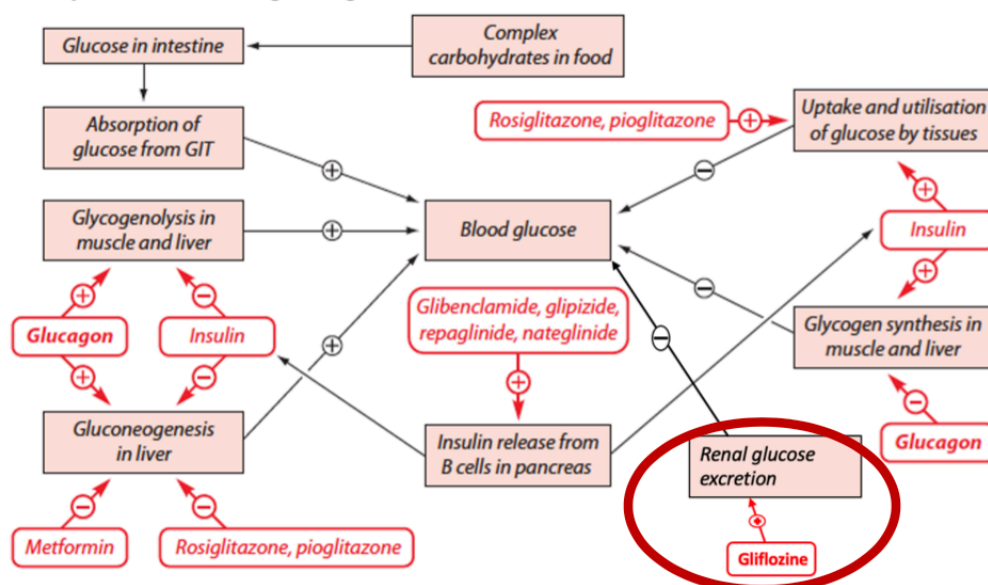 Glucose in intestine
Complex
carbohydrates in food
Absorption of
glucose from GIT
Rosiglitazone, pioglitazone
+
Uptake and utilisation
of glucose by tissues
+
−
Glycogenolysis in
muscle and liver
+
Blood glucose
+
Insulin
+
+
−
−
Glucagon
Insulin
+
Glibenclamide, glipizide,
repaglinide, nateglinide
−
Glycogen synthesis in
muscle and liver
+
−
+
−
Gluconeogenesis
in liver
Insulin release from
B cells in pancreas
Renal glucose
excretion
−
Glucagon
−
−
Metformin
Rosiglitazone, pioglitazone
Gliflozine